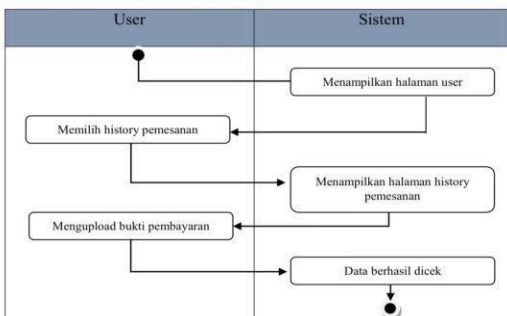 User
Sistem
Menampilkan halaman user
Memilih history pemesanan
Menampilkan halaman history
pemesanan
Mengupload bukti pembayaran
Data berhasil dicek